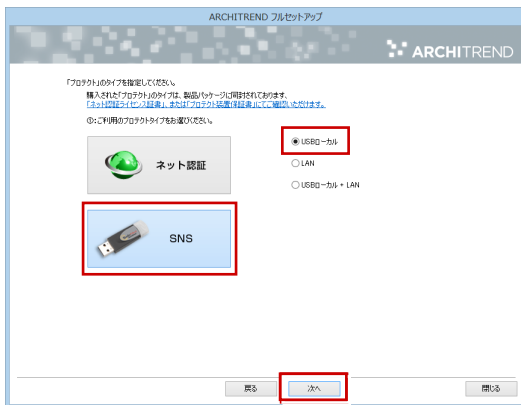 ARCHITREND フルセットアップ
ARCHITREND
「プロテクト」のタイプを指定してください。
購入された「プロテクト」のタイプは、製品パッケージに同封されております、
「ネット認証ライセンス証書」、または「プロテクト装置保証書」にてご確認いただけます。
①:ご利用のプロテクトタイプをお選びください。
ネット認証
SNS
USBローカル
LAN
USBローカル + LAN
戻る
次へ
閉じる